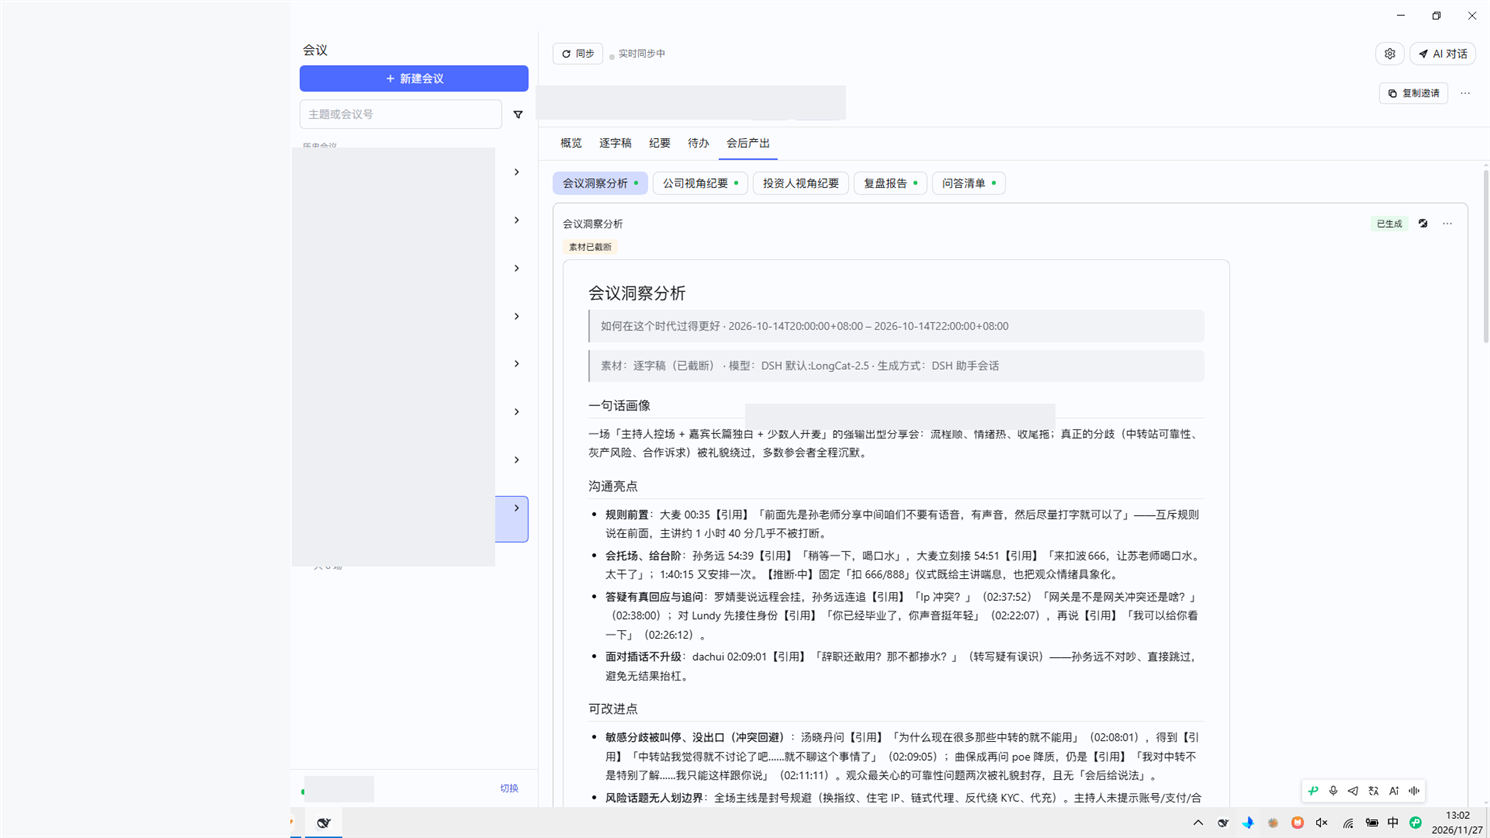 会议
+ 新建会议
主题或会议号
历史会议
切换
同步
实时同步中
AI 对话
复制邀请
概览
逐字稿
纪要
待办
会后产出
会议洞察分析
公司视角纪要
投资人视角纪要
复盘报告
问答清单
会议洞察分析
已生成
素材已截断
会议洞察分析
如何在这个时代过得更好 · 2026-10-14T20:00:00+08:00 – 2026-10-14T22:00:00+08:00
素材：逐字稿（已截断） · 模型：DSH 默认:LongCat-2.5 · 生成方式：DSH 助手会话
一句话画像
一场「主持人控场 + 嘉宾长篇独白 + 少数人开麦」的强输出型分享会：流程顺、情绪热、收尾拖；真正的分歧（中转站可靠性、
灰产风险、合作诉求）被礼貌绕过，多数参会者全程沉默。
沟通亮点
• 规则前置：大麦 00:35【引用】「前面先是孙老师分享中间咱们不要有语音，有声音，然后尽量打字就可以了」——互斥规则
说在前面，主讲约 1 小时 40 分几乎不被打断。
• 会托场、给台阶：孙务远 54:39【引用】「稍等一下，喝口水」，大麦立刻接 54:51【引用】「来扣波 666，让苏老师喝口水。
太干了」；1:40:15 又安排一次。【推断·中】固定「扣 666/888」仪式既给主讲喘息，也把观众情绪具象化。
• 答疑有真回应与追问：罗婧斐说远程会挂，孙务远连追【引用】「Ip 冲突？」（02:37:52）「网关是不是网关冲突还是啥？」
（02:38:00）；对 Lundy 先接住身份【引用】「你已经毕业了，你声音挺年轻」（02:22:07），再说【引用】「我可以给你看
一下」（02:26:12）。
• 面对插话不升级：dachui 02:09:01【引用】「辞职还敢用？那不都掺水？」（转写疑有误识）——孙务远不对吵、直接跳过，
避免无结果抬杠。
可改进点
• 敏感分歧被叫停、没出口（冲突回避）：汤晓丹问【引用】「为什么现在很多那些中转的就不能用」（02:08:01），得到【引
用】「中转站我觉得就不讨论了吧……就不聊这个事情了」（02:09:05）；曲保成再问 poe 降质，仍是【引用】「我对中转不
是特别了解……我只能这样跟你说」（02:11:11）。观众最关心的可靠性问题两次被礼貌封存，且无「会后给说法」。
• 风险话题无人划边界：全场主线是封号规避（换指纹、住宅 IP、链式代理、反代绕 KYC、代充）。主持人未提示账号/支付/合
中
13:02
2026/11/27